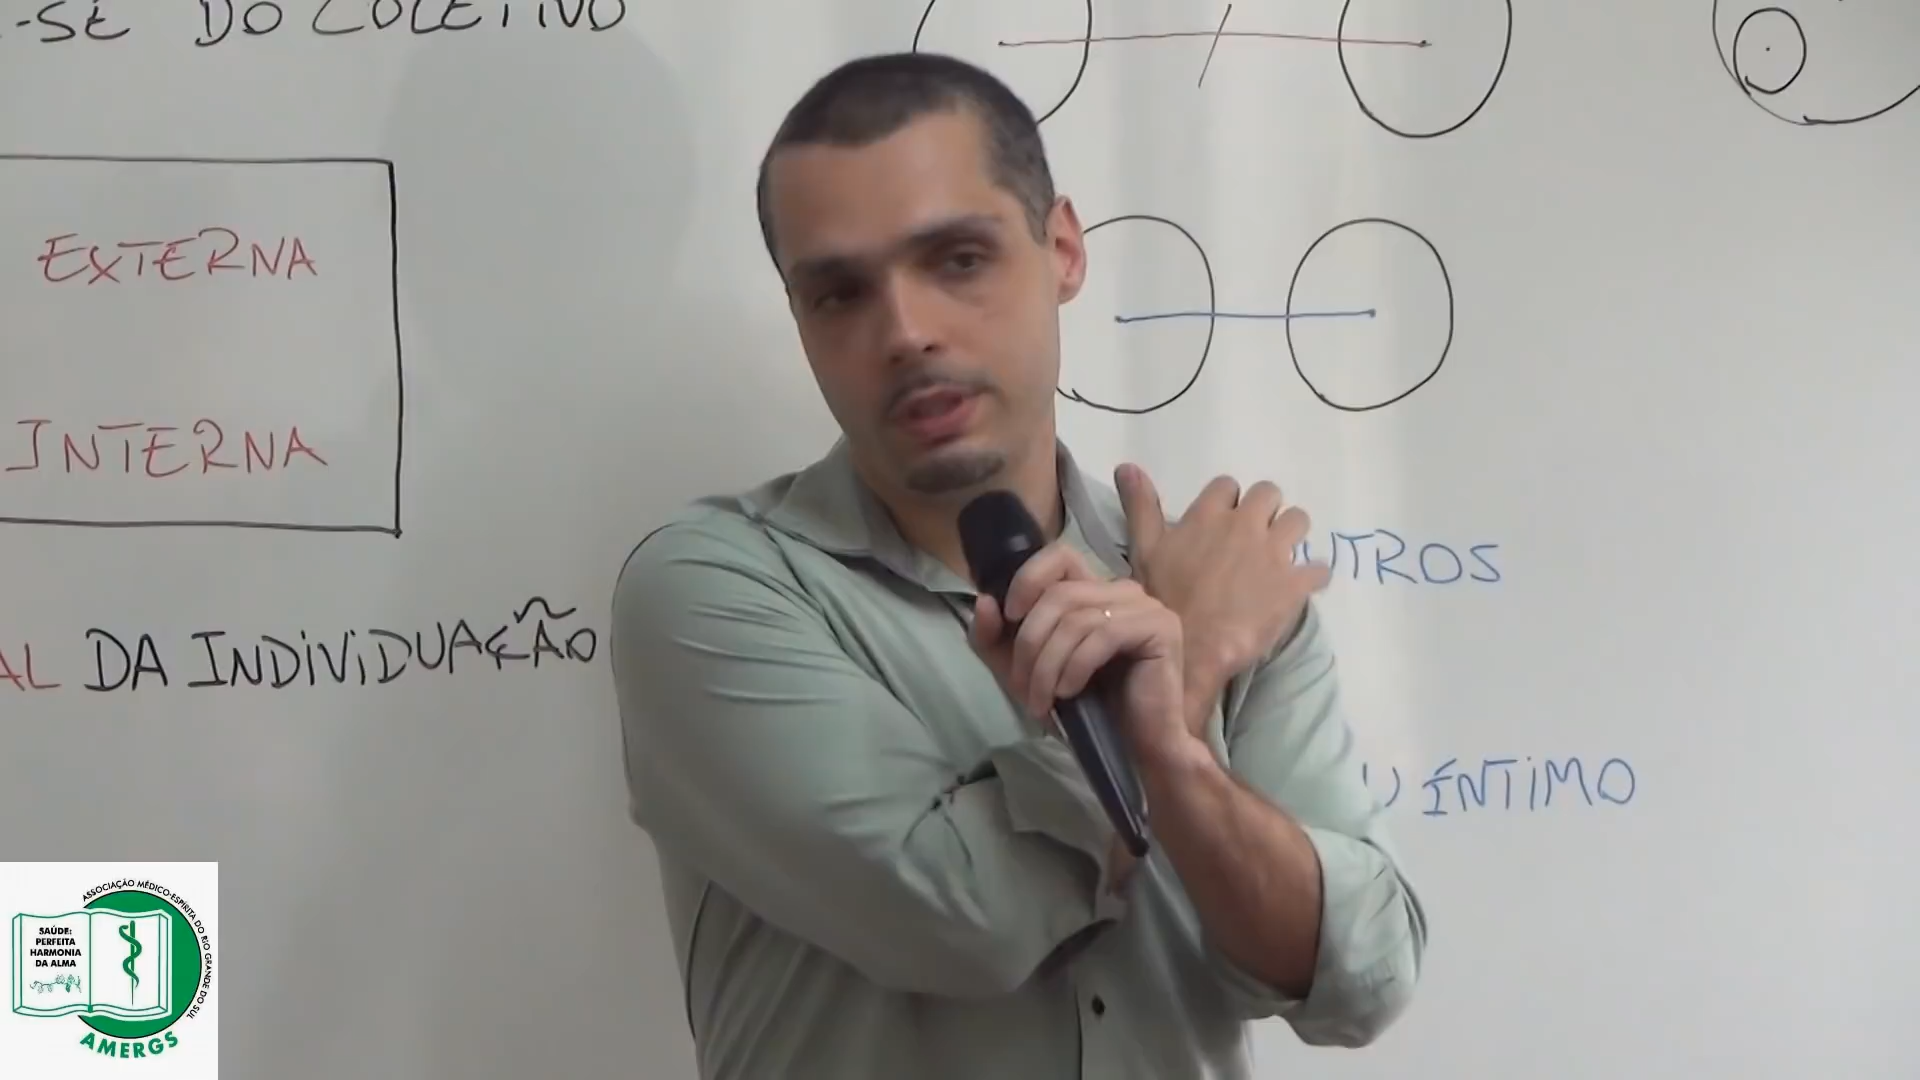 -SE DO COLETIVO
EXTERNA
INTERNA
AL DA INDIVIDUAÇÃO
UTROS
ÍNTIMO
ASSOCIAÇÃO MÉDICO-ESPÍRITA DO RIO GRANDE DO SUL
SAÚDE:
PERFEITA
HARMONIA
DA ALMA
AMERGS